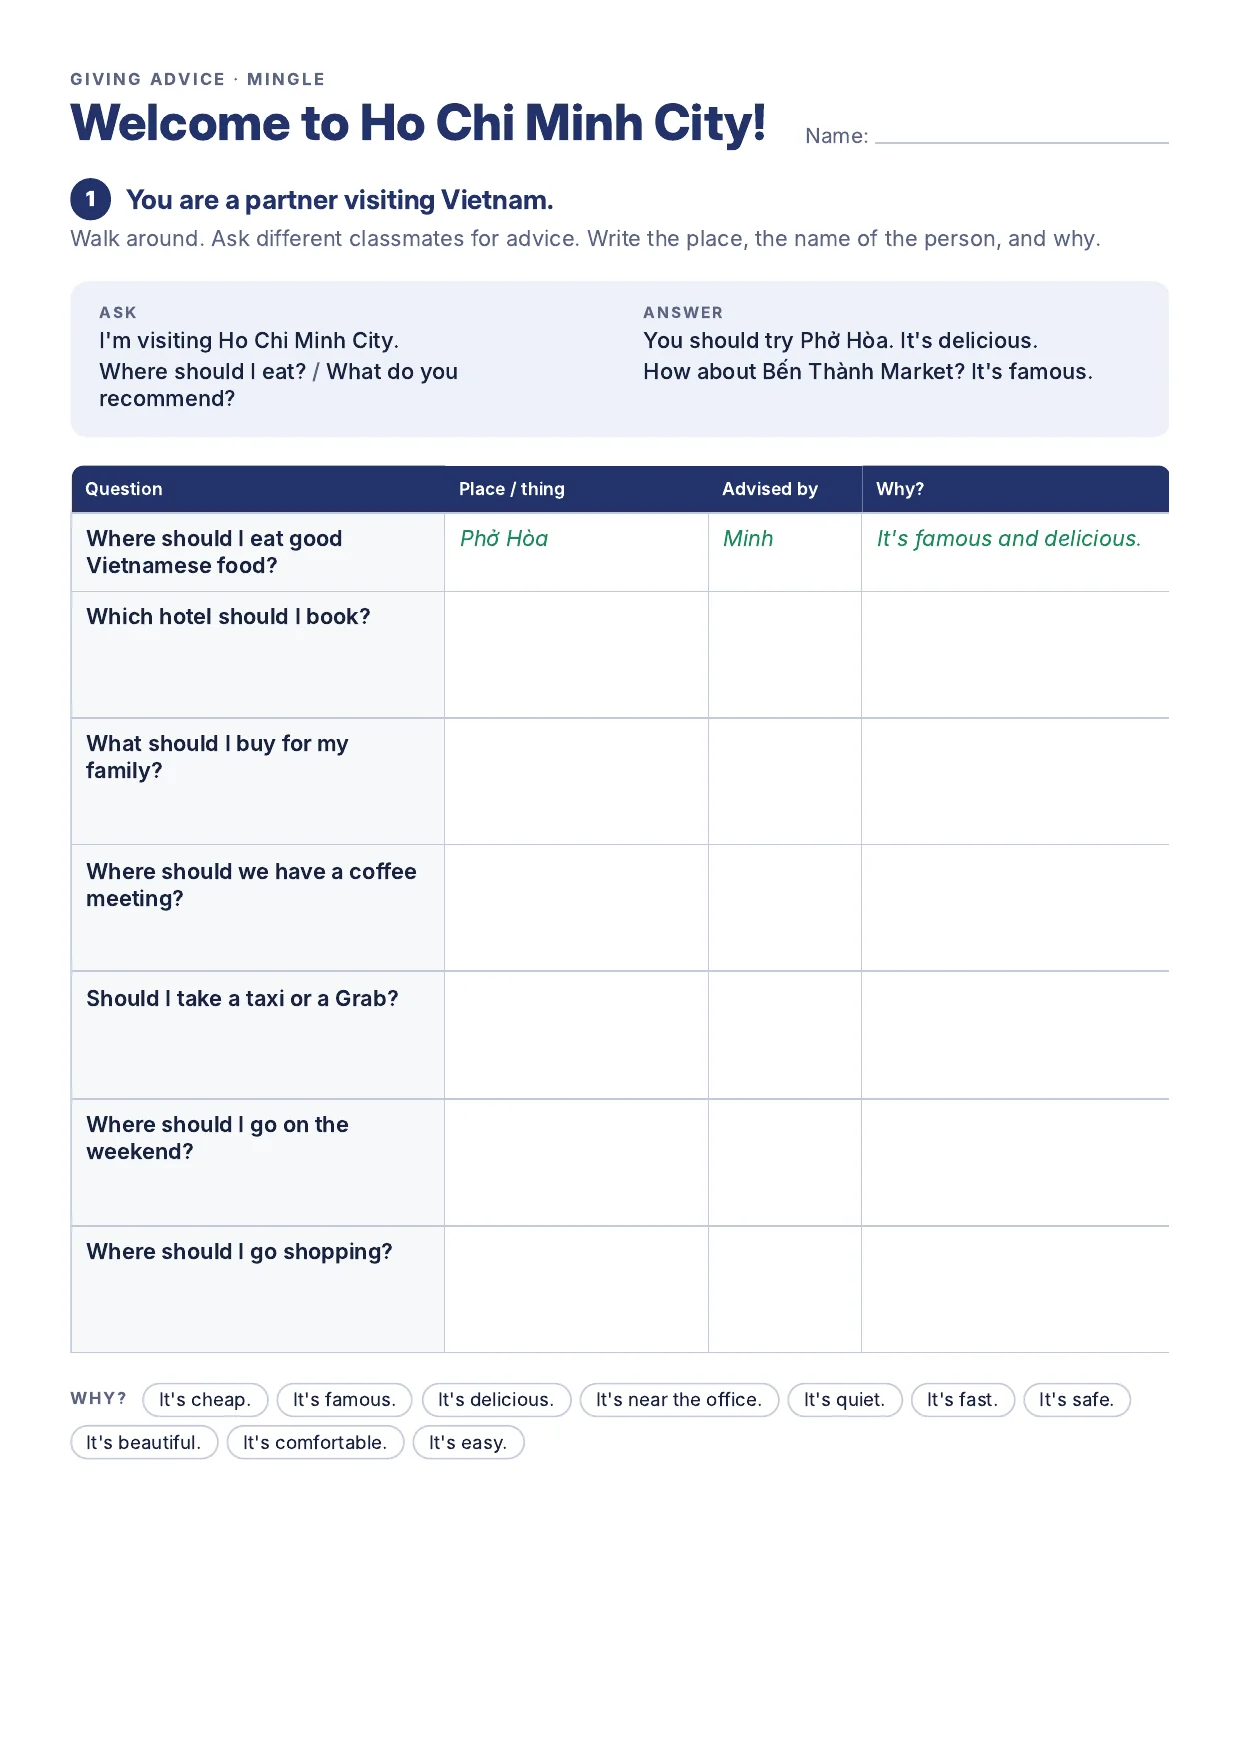 GIVING ADVICE · MINGLE
Welcome to Ho Chi Minh City!
Name:
1 You are a partner visiting Vietnam.
Walk around. Ask different classmates for advice. Write the place, the name of the person, and why.
ASK
I'm visiting Ho Chi Minh City.
Where should I eat? / What do you
recommend?
ANSWER
You should try Phở Hòa. It's delicious.
How about Bến Thành Market? It's famous.
Question Place / thing Advised by Why?
Where should I eat good
Vietnamese food?
Phở Hòa
Minh
It's famous and delicious.
Which hotel should I book?
What should I buy for my
family?
Where should we have a coffee
meeting?
Should I take a taxi or a Grab?
Where should I go on the
weekend?
Where should I go shopping?
WHY? It's cheap. It's famous. It's delicious. It's near the office. It's quiet. It's fast. It's safe.
It's beautiful. It's comfortable. It's easy.